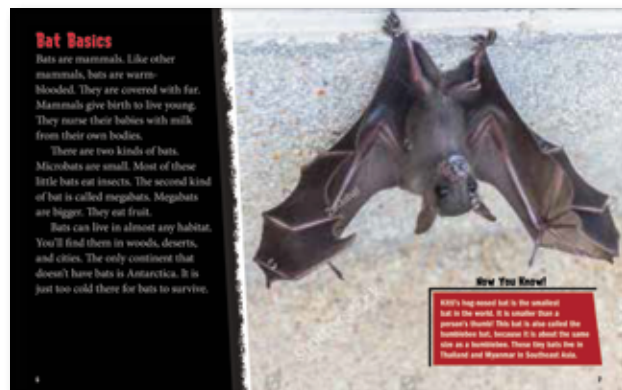 Bat Basics
Bats are mammals. Like other
mammals, bats are warm-
blooded. They are covered with fur.
Mammals give birth to live young.
They nurse their babies with milk
from their own bodies.
There are two kinds of bats.
Microbats are small. Most of these
little bats eat insects. The second kind
of bat is called megabats. Megabats
are bigger. They eat fruit.
Bats can live in almost any habitat.
You'll find them in woods, deserts,
and cities. The only continent that
doesn't have bats is Antarctica. It is
just too cold there for bats to survive.
Now You Know!
Kitti's hog-nosed bat is the smallest
bat in the world. It is smaller than a
person's thumb! This bat is also called the
bumblebee bat, because it is about the same
size as a bumblebee. These tiny bats live in
Thailand and Myanmar in Southeast Asia.
6